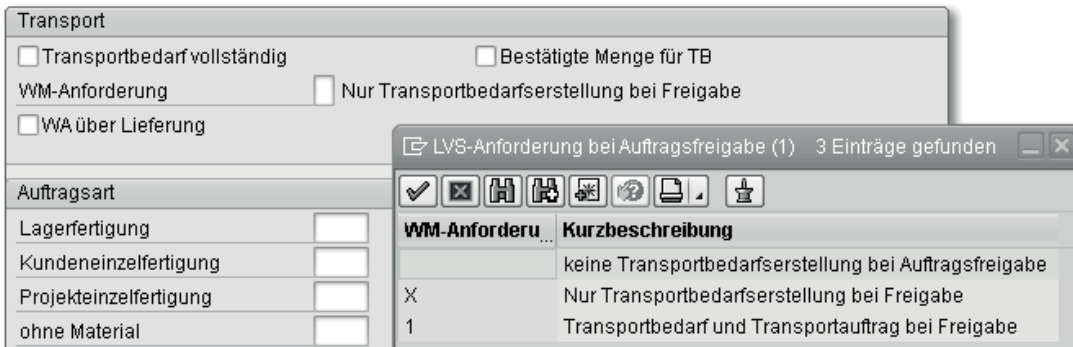 Transport
Transportbedarf vollständig
Bestätigte Menge für TB
WM-Anforderung
Nur Transportbedarfserstellung bei Freigabe
WA über Lieferung
Auftragsart
Lagerfertigung
Kundeneinzelfertigung
Projekteinzelfertigung
ohne Material
LVS-Anforderung bei Auftragsfreigabe (1) 3 Einträge gefunden
WM-Anforderu... Kurzbeschreibung
keine Transportbedarfserstellung bei Auftragsfreigabe
X Nur Transportbedarfserstellung bei Freigabe
1 Transportbedarf und Transportauftrag bei Freigabe